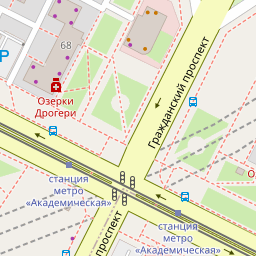 P
68
Озерки
Дрогери
Гражданский проспект
станция
метро
«Академическая»
проспект
станция
метро
«Академическая»